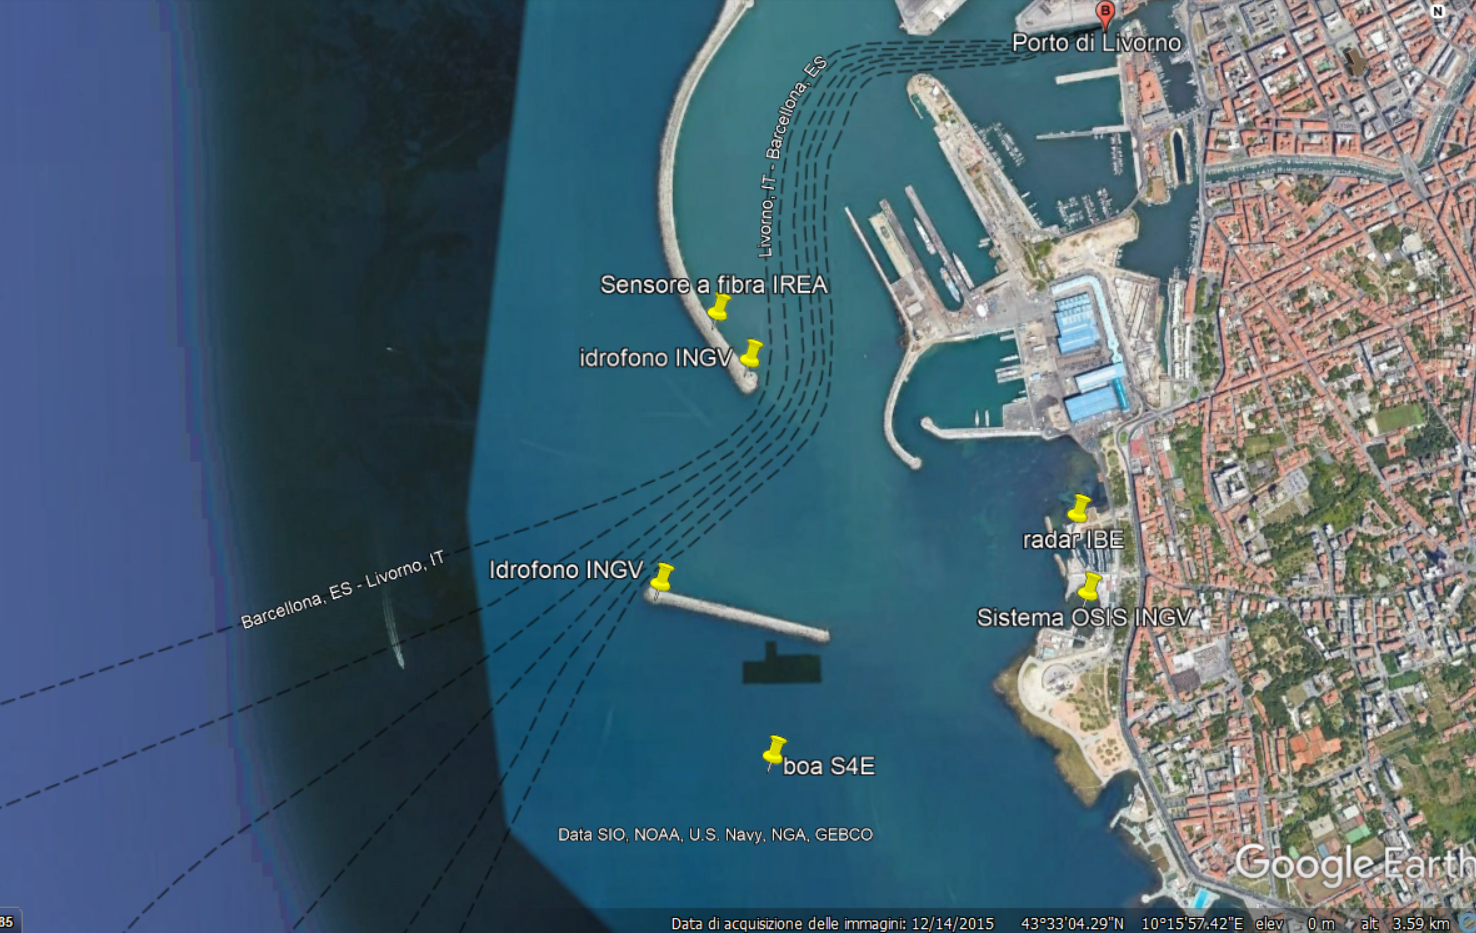 N
B
Porto di Livorno
Livorno, IT - Barcellona, ES
Sensore a fibra IREA
idrofono INGV
radar IBE
Barcellona, ES - Livorno, IT
Idrofono INGV
Sistema OSIS INGV
boa S4E
Data SIO, NOAA, U.S. Navy, NGA, GEBCO
Google Earth
85
Data di acquisizione delle immagini: 12/14/2015 43°33'04.29"N 10°15'57.42"E elev 0 m alt 3.59 km